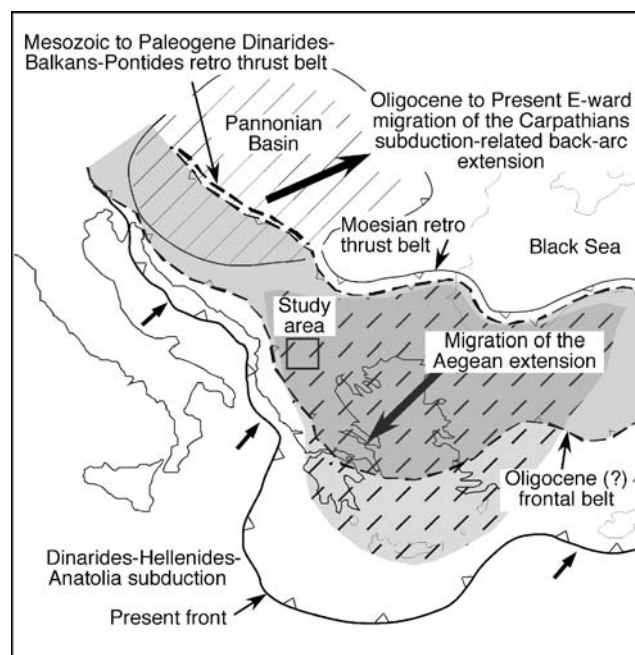 Mesozoic to Paleogene Dinarides-
Balkans-Pontides retro thrust belt
Oligocene to Present E-ward
migration of the Carpathians
subduction-related back-arc
extension
Pannonian
Basin
Moesian retro
thrust belt
Black Sea
Study
area
Migration of the
Aegean extension
Oligocene (?)
frontal belt
Dinarides-Hellenides-
Anatolia subduction
Present front